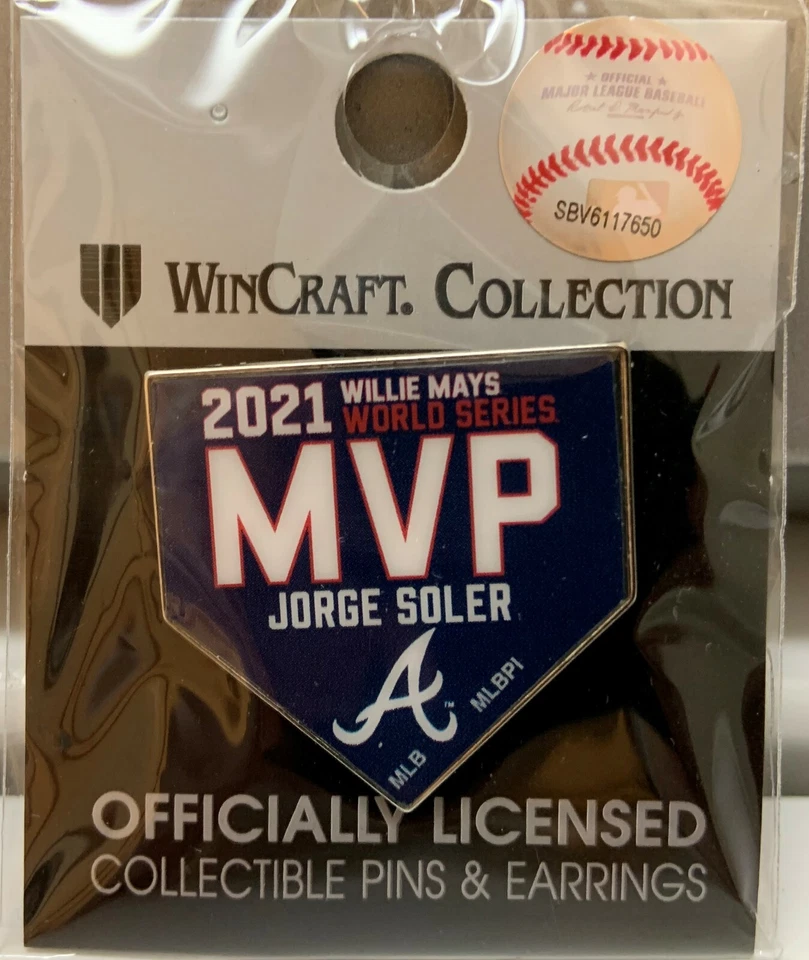 ★ OFFICIAL ★
MAJOR LEAGUE BASEBALL
SBV6117650
WINCRAFT. COLLECTION
2021 WILLIE MAYS
WORLD SERIES
MVP
JORGE SOLER
A ™
MLB MLBPI
OFFICIALLY LICENSED
COLLECTIBLE PINS & EARRINGS